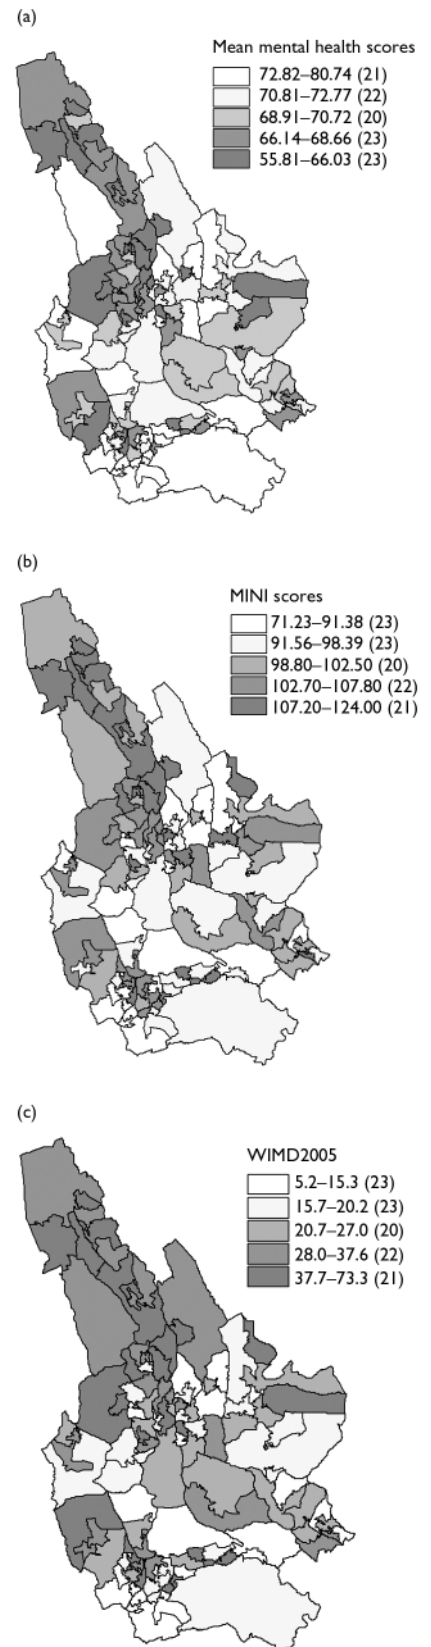 (a)
Mean mental health scores
72.82–80.74 (21)
70.81–72.77 (22)
68.91–70.72 (20)
66.14–68.66 (23)
55.81–66.03 (23)
(b)
MINI scores
71.23–91.38 (23)
91.56–98.39 (23)
98.80–102.50 (20)
102.70–107.80 (22)
107.20–124.00 (21)
(c)
WIMD2005
5.2–15.3 (23)
15.7–20.2 (23)
20.7–27.0 (20)
28.0–37.6 (22)
37.7–73.3 (21)